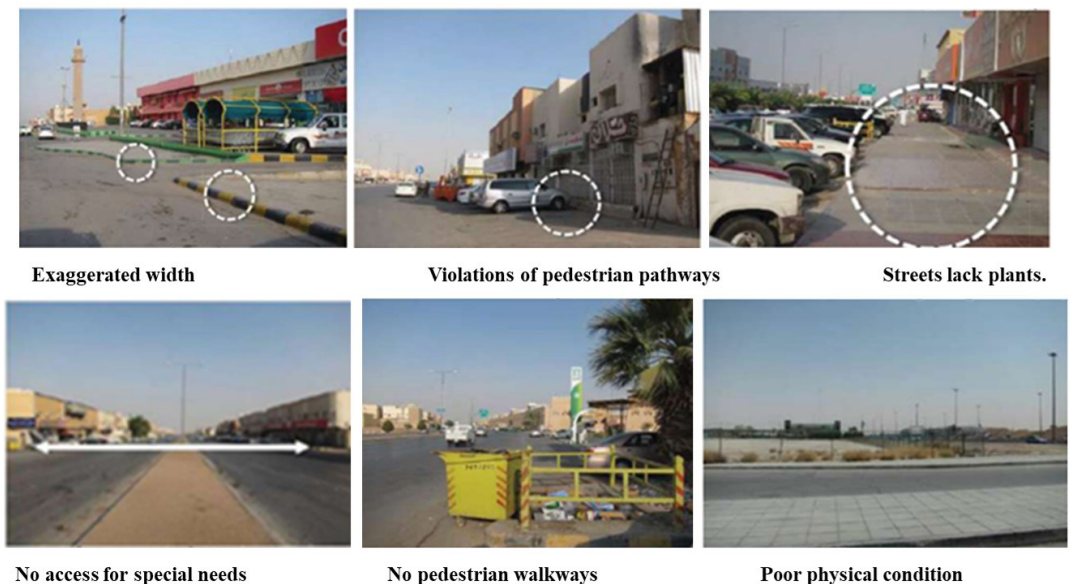 Exaggerated width
Violations of pedestrian pathways
Streets lack plants.
No access for special needs
No pedestrian walkways
Poor physical condition